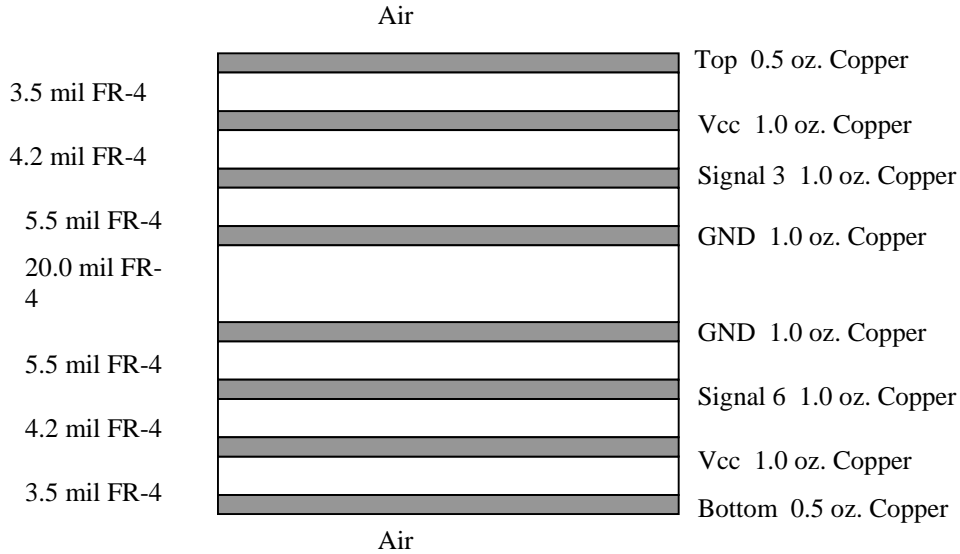 Air
Top 0.5 oz. Copper
3.5 mil FR-4
Vcc 1.0 oz. Copper
4.2 mil FR-4
Signal 3 1.0 oz. Copper
5.5 mil FR-4
GND 1.0 oz. Copper
20.0 mil FR-
4
GND 1.0 oz. Copper
5.5 mil FR-4
Signal 6 1.0 oz. Copper
4.2 mil FR-4
Vcc 1.0 oz. Copper
3.5 mil FR-4
Bottom 0.5 oz. Copper
Air